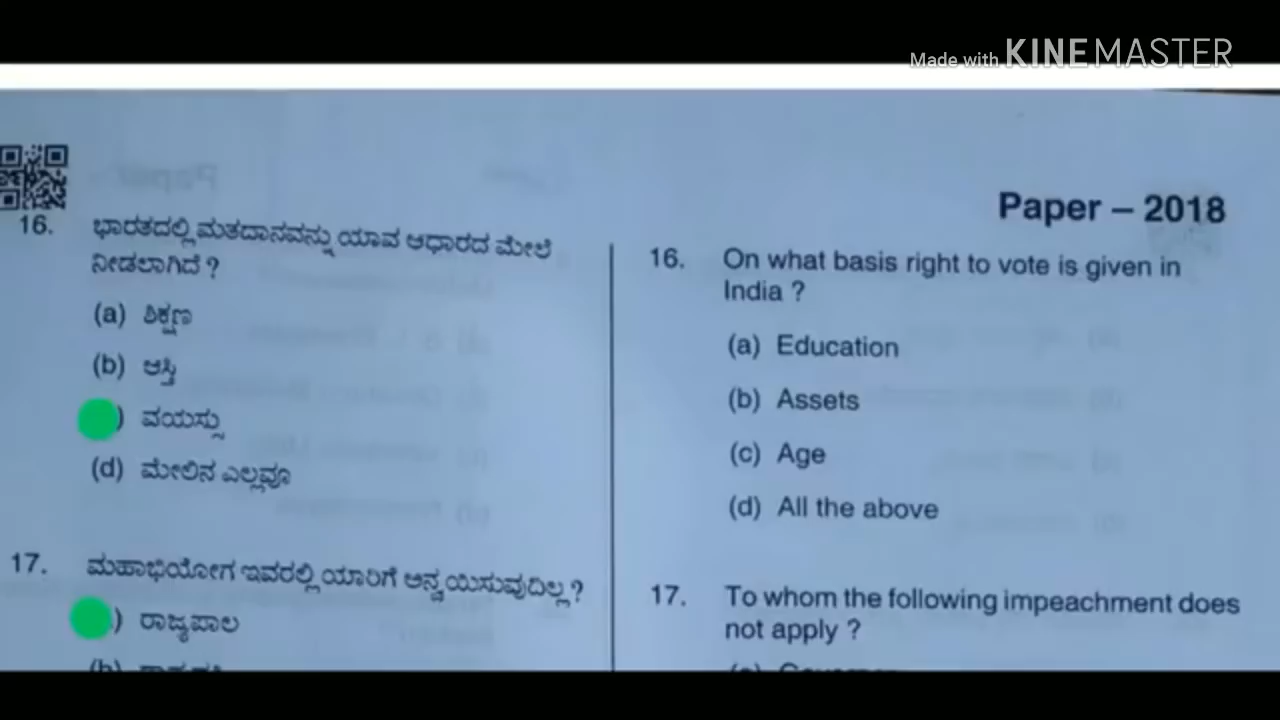 Made with KINEMASTER
Paper – 2018
16. ಭಾರತದಲ್ಲಿ ಮತದಾನವನ್ನು ಯಾವ ಆಧಾರದ ಮೇಲೆ
ನೀಡಲಾಗಿದೆ ?
(a) ಶಿಕ್ಷಣ
(b) ಆಸ್ತಿ
) ವಯಸ್ಸು
(d) ಮೇಲಿನ ಎಲ್ಲವೂ
17. ಮಹಾಭಿಯೋಗ ಇವರಲ್ಲಿ ಯಾರಿಗೆ ಅನ್ವಯಿಸುವುದಿಲ್ಲ ?
) ರಾಜ್ಯಪಾಲ
16. On what basis right to vote is given in
India ?
(a) Education
(b) Assets
(c) Age
(d) All the above
17. To whom the following impeachment does
not apply ?